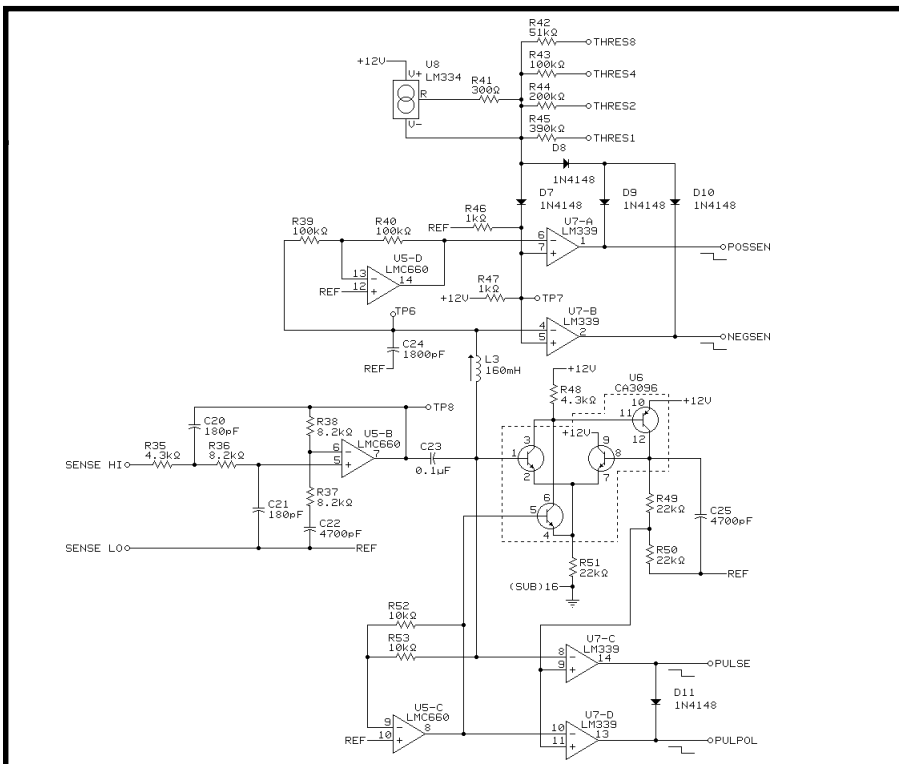 R42
51kΩ
THRES8
R43
100kΩ
THRES4
R44
200kΩ
THRES2
R45
390kΩ
THRES1
+12V
U8
LM334
V+
R
V-
R41
300Ω
D8
1N4148
D7
1N4148
D9
1N4148
D10
1N4148
R39
100kΩ
R40
100kΩ
R46
1kΩ
REF
U7-A
LM339
6
7
1
POSSEN
U5-D
LMC660
13
12
14
REF
R47
1kΩ
+12V
TP7
TP6
U7-B
LM339
4
5
2
NEGSEN
C24
1800pF
REF
L3
160mH
+12V
R48
4.3kΩ
U6
CA3096
10
11
12
+12V
C20
180pF
R38
8.2kΩ
TP8
R35
4.3kΩ
R36
8.2kΩ
U5-B
LMC660
6
5
7
C23
0.1µF
SENSE HI
1
3
2
+12V
9
8
7
C21
180pF
R37
8.2kΩ
C22
4700pF
5
6
4
R49
22kΩ
C25
4700pF
SENSE LO
REF
R51
22kΩ
R50
22kΩ
REF
(SUB)16
R52
10kΩ
R53
10kΩ
U7-C
LM339
8
9
14
PULSE
D11
1N4148
U5-C
LMC660
9
10
8
REF
U7-D
LM339
10
11
13
PULPOL